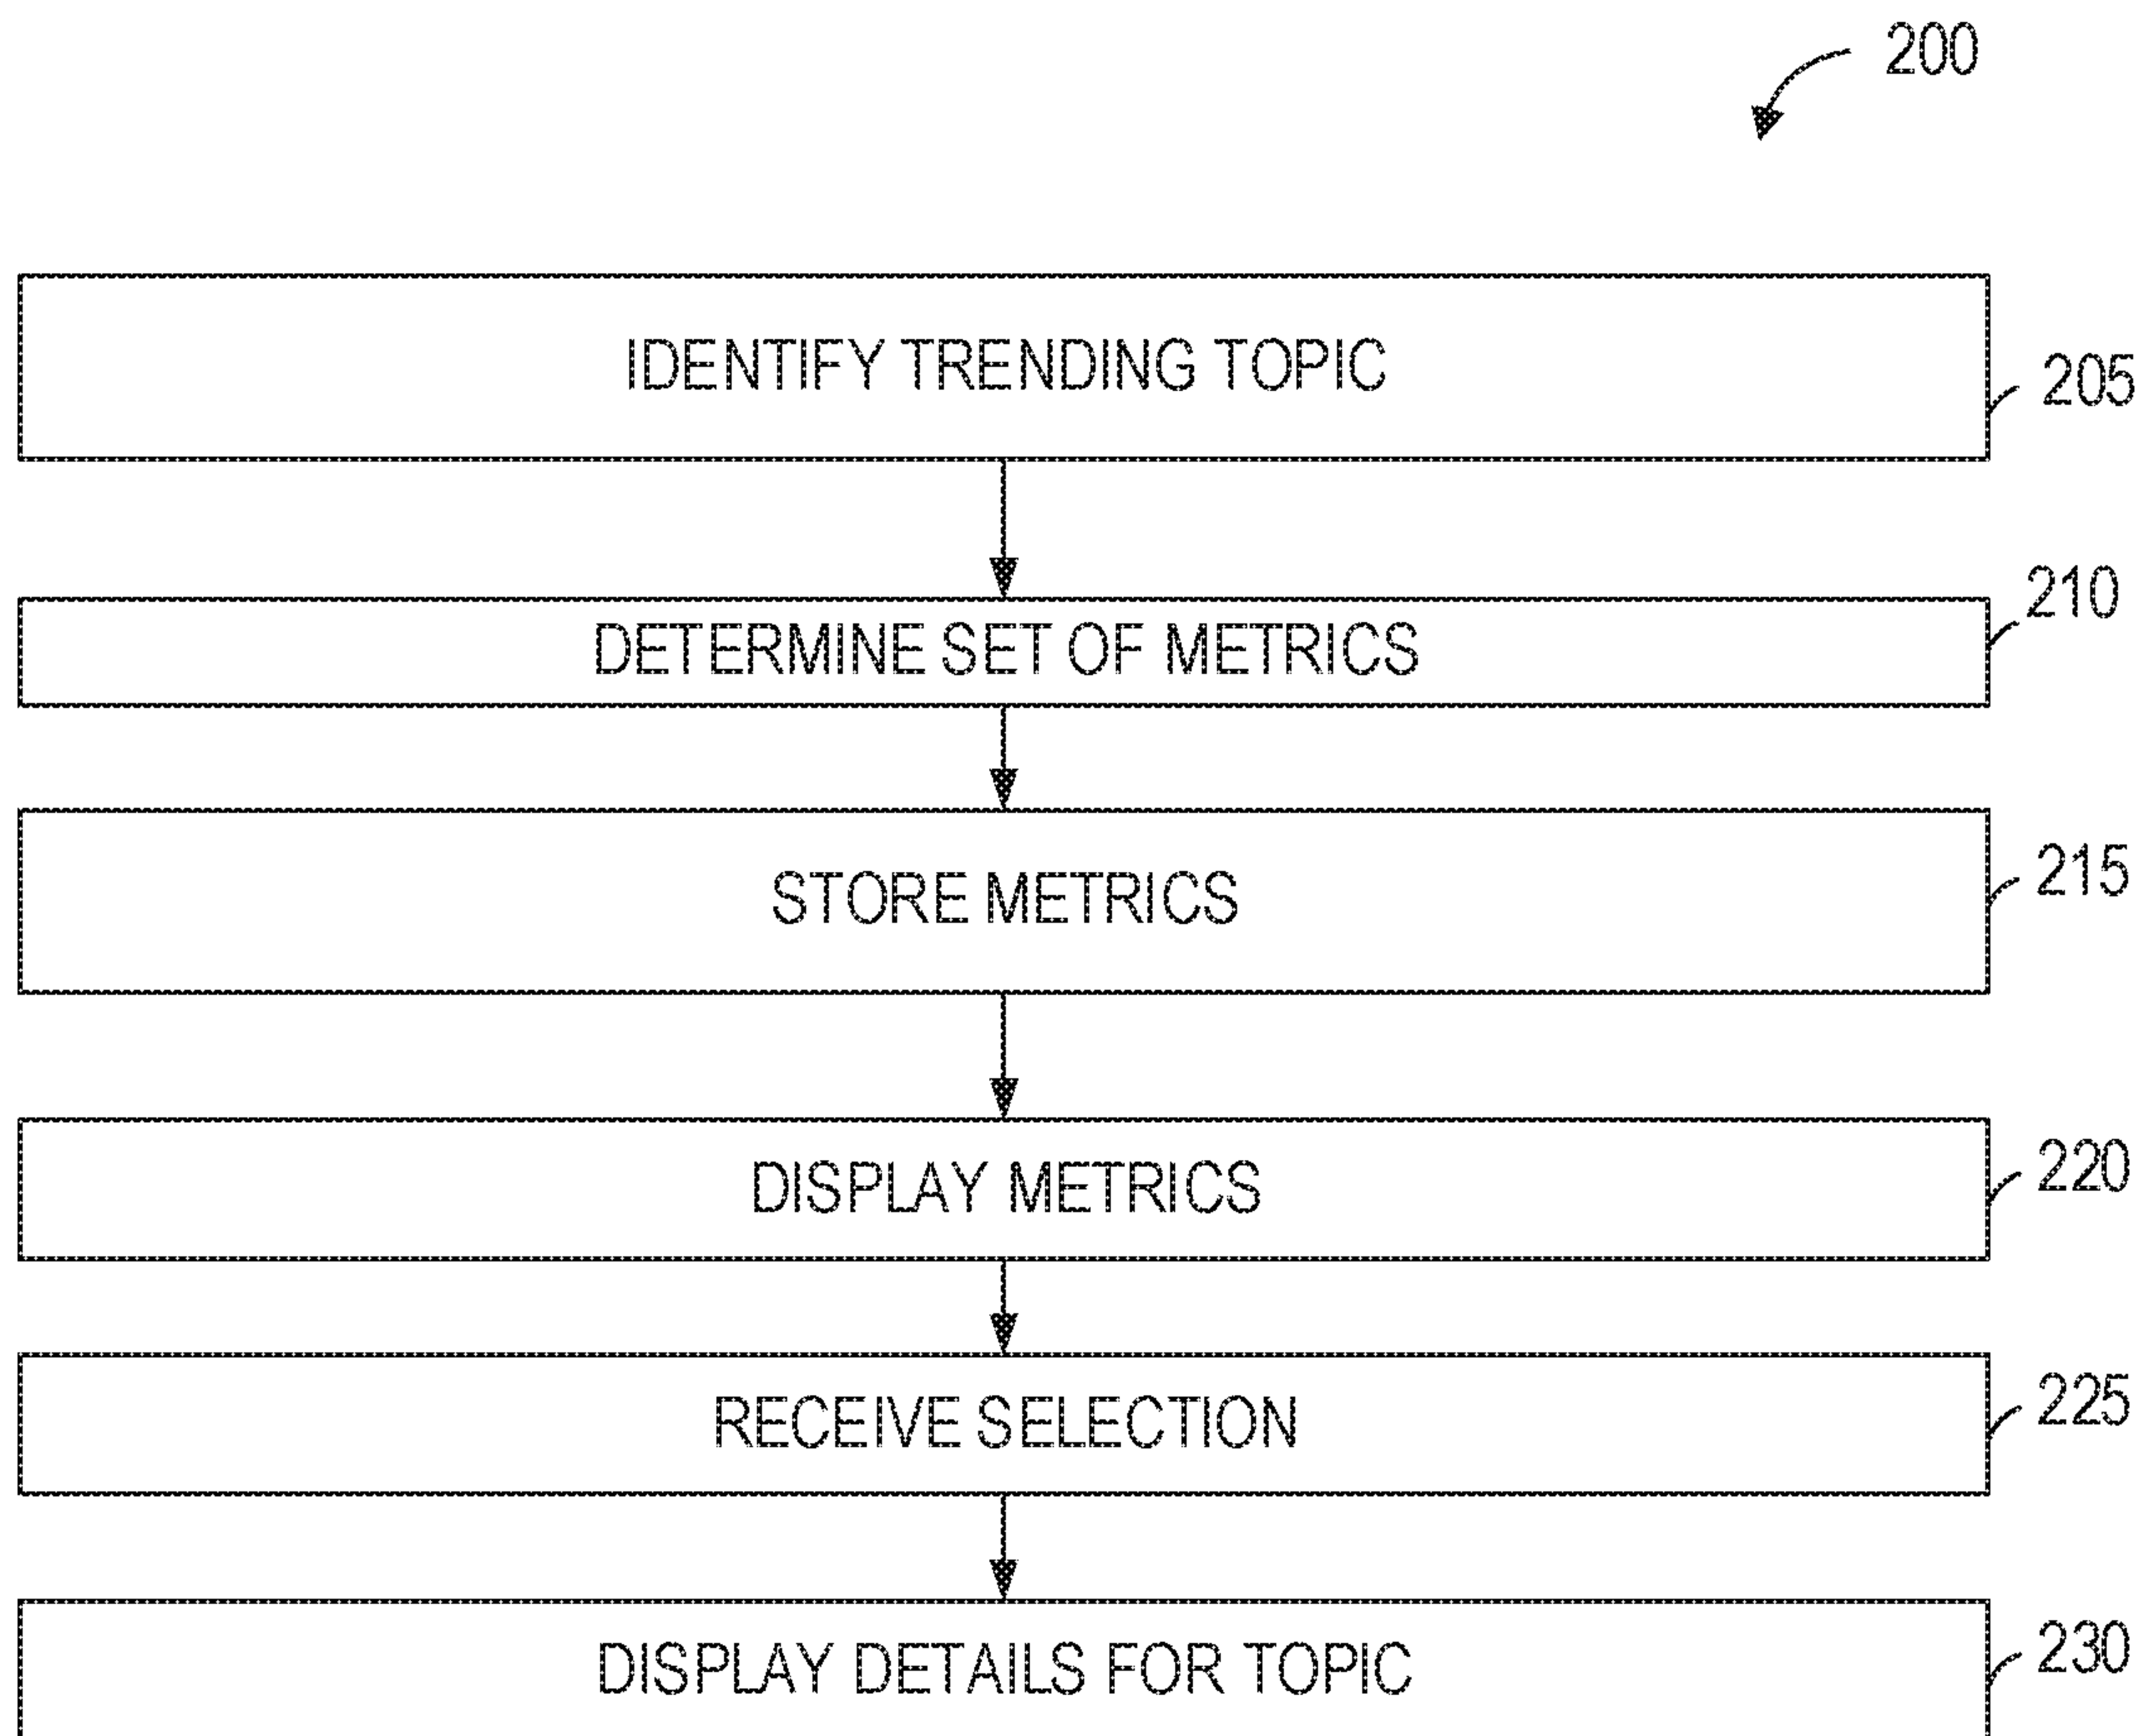 200
IDENTIFY TRENDING TOPIC
205
210
DETERMINE SET OF METRICS
215
STORE METRICS
220
DISPLAY METRICS
225
RECEIVE SELECTION
230
DISPLAY DETAILS FOR TOPIC